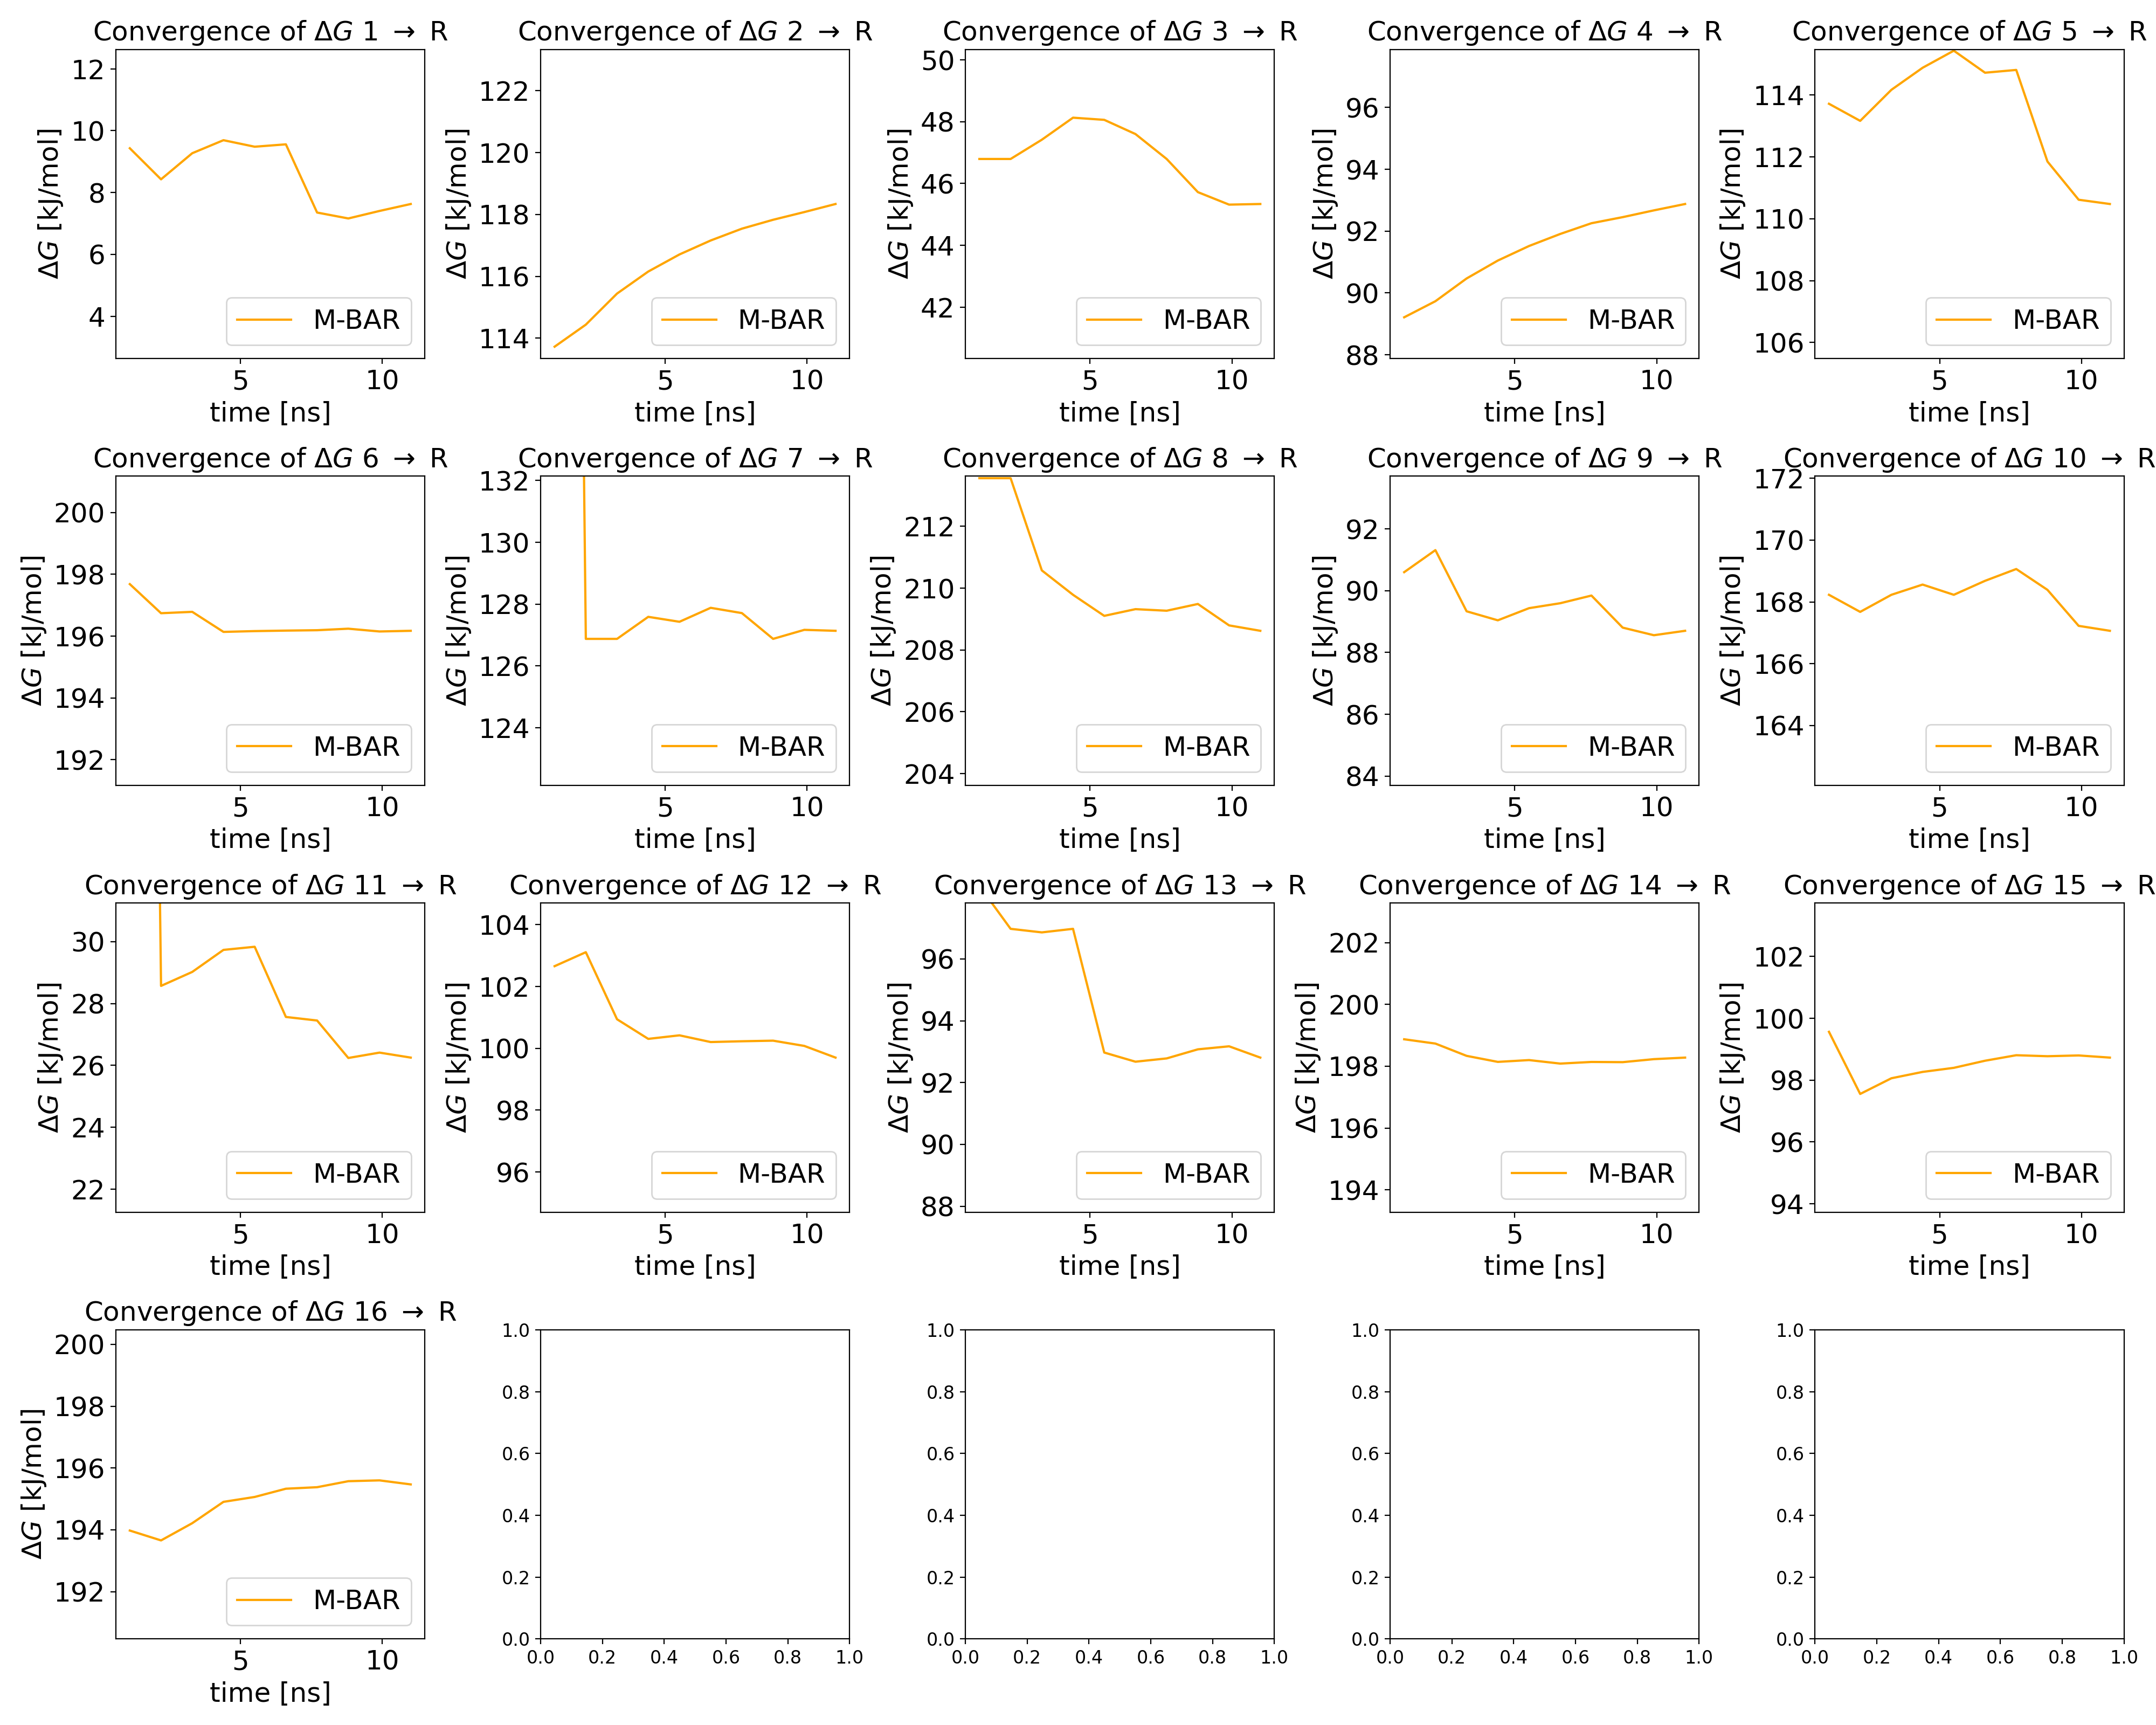 Convergence of ΔG 1 → R
12
10
8
6
4
ΔG [kJ/mol]
M-BAR
5 10
time [ns]
Convergence of ΔG 2 → R
122
120
118
116
114
ΔG [kJ/mol]
M-BAR
5 10
time [ns]
Convergence of ΔG 3 → R
50
48
46
44
42
ΔG [kJ/mol]
M-BAR
5 10
time [ns]
Convergence of ΔG 4 → R
96
94
92
90
88
ΔG [kJ/mol]
M-BAR
5 10
time [ns]
Convergence of ΔG 5 → R
114
112
110
108
106
ΔG [kJ/mol]
M-BAR
5 10
time [ns]
Convergence of ΔG 6 → R
200
198
196
194
192
ΔG [kJ/mol]
M-BAR
5 10
time [ns]
Convergence of ΔG 7 → R
132
130
128
126
124
ΔG [kJ/mol]
M-BAR
5 10
time [ns]
Convergence of ΔG 8 → R
212
210
208
206
204
ΔG [kJ/mol]
M-BAR
5 10
time [ns]
Convergence of ΔG 9 → R
92
90
88
86
84
ΔG [kJ/mol]
M-BAR
5 10
time [ns]
Convergence of ΔG 10 → R
172
170
168
166
164
ΔG [kJ/mol]
M-BAR
5 10
time [ns]
Convergence of ΔG 11 → R
30
28
26
24
22
ΔG [kJ/mol]
M-BAR
5 10
time [ns]
Convergence of ΔG 12 → R
104
102
100
98
96
ΔG [kJ/mol]
M-BAR
5 10
time [ns]
Convergence of ΔG 13 → R
96
94
92
90
88
ΔG [kJ/mol]
M-BAR
5 10
time [ns]
Convergence of ΔG 14 → R
202
200
198
196
194
ΔG [kJ/mol]
M-BAR
5 10
time [ns]
Convergence of ΔG 15 → R
102
100
98
96
94
ΔG [kJ/mol]
M-BAR
5 10
time [ns]
Convergence of ΔG 16 → R
200
198
196
194
192
ΔG [kJ/mol]
M-BAR
5 10
time [ns]
1.0
0.8
0.6
0.4
0.2
0.0
0.0 0.2 0.4 0.6 0.8 1.0
1.0
0.8
0.6
0.4
0.2
0.0
0.0 0.2 0.4 0.6 0.8 1.0
1.0
0.8
0.6
0.4
0.2
0.0
0.0 0.2 0.4 0.6 0.8 1.0
1.0
0.8
0.6
0.4
0.2
0.0
0.0 0.2 0.4 0.6 0.8 1.0